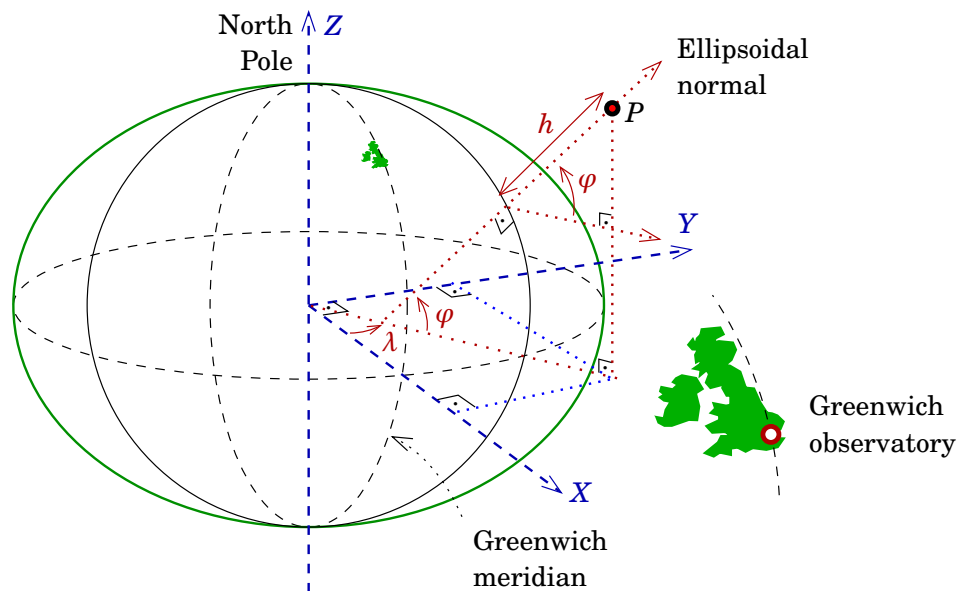 North
Pole
Z
Ellipsoidal
normal
h
P
φ
Y
φ
λ
Greenwich
observatory
X
Greenwich
meridian